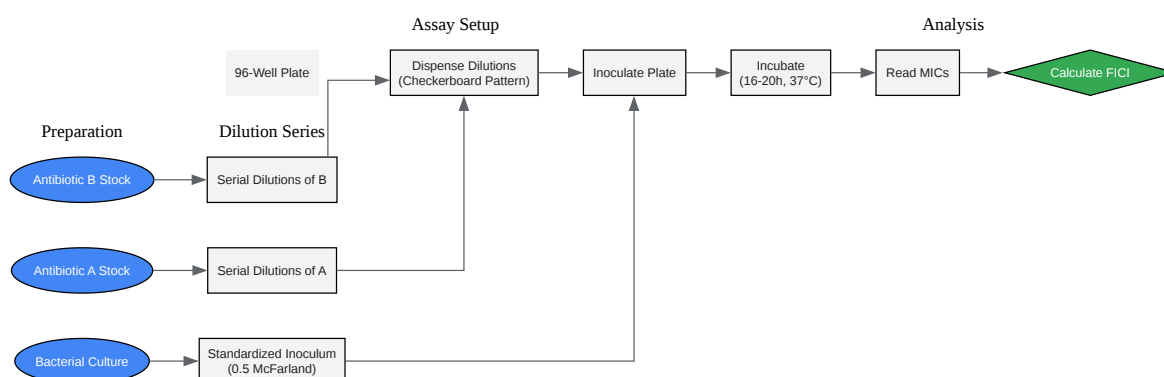 Assay Setup
Analysis
96-Well Plate
Dispense Dilutions
(Checkerboard Pattern)
Inoculate Plate
Incubate
(16-20h, 37°C)
Read MICs
Calculate FICI
Preparation
Dilution Series
Antibiotic B Stock
Serial Dilutions of B
Antibiotic A Stock
Serial Dilutions of A
Bacterial Culture
Standardized Inoculum
(0.5 McFarland)